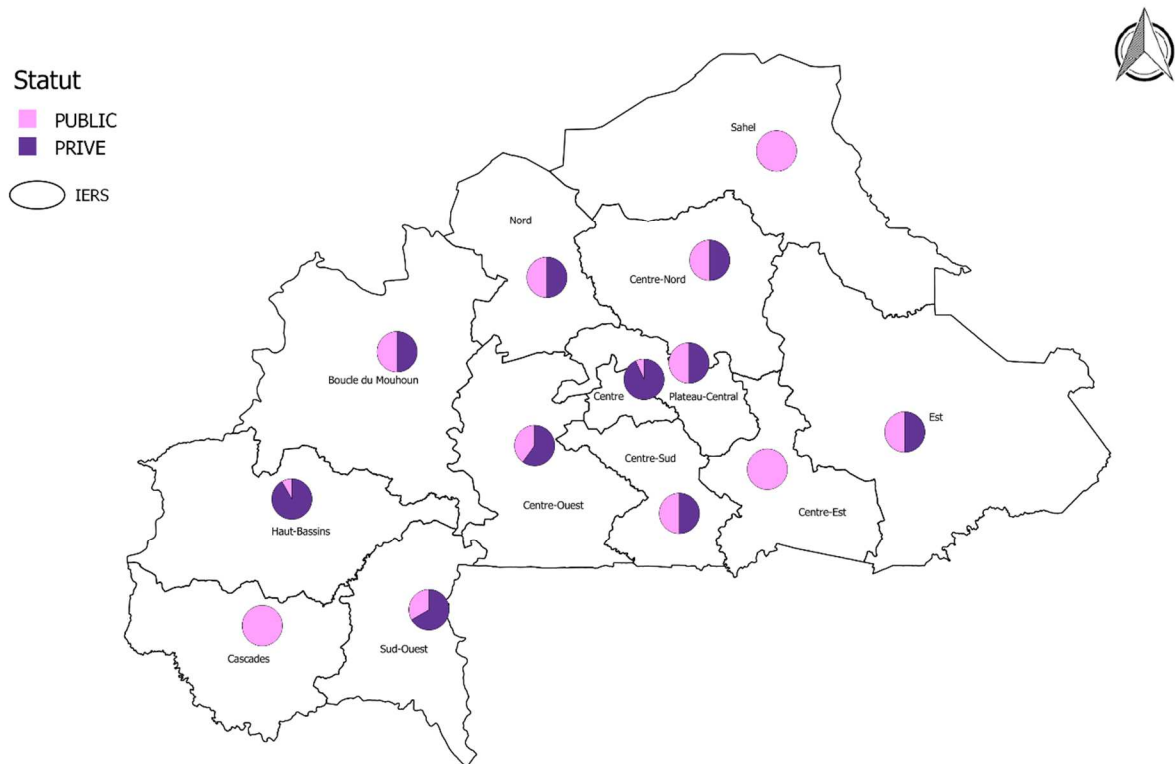 Statut
PUBLIC
PRIVE
IERS
Sahel
Nord
Centre-Nord
Boucle du Mouhoun
Centre
Plateau-Central
Est
Centre-Sud
Centre-Ouest
Centre-Est
Haut-Bassins
Sud-Ouest
Cascades